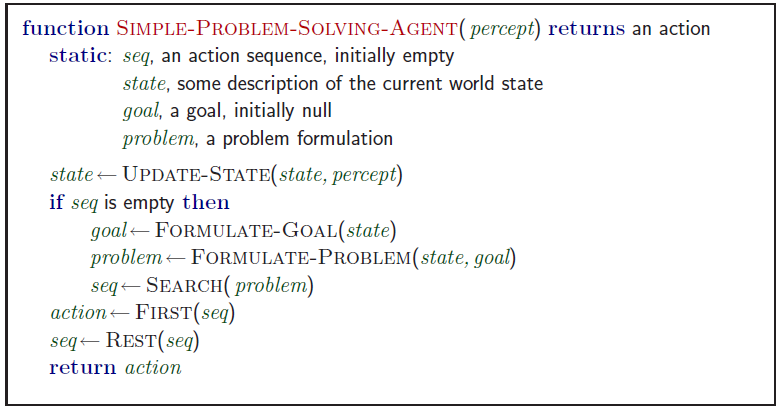 function SIMPLE-PROBLEM-SOLVING-AGENT(percept) returns an action
static: seq, an action sequence, initially empty
state, some description of the current world state
goal, a goal, initially null
problem, a problem formulation
state ← UPDATE-STATE(state, percept)
if seq is empty then
goal ← FORMULATE-GOAL(state)
problem ← FORMULATE-PROBLEM(state, goal)
seq ← SEARCH(problem)
action ← FIRST(seq)
seq ← REST(seq)
return action